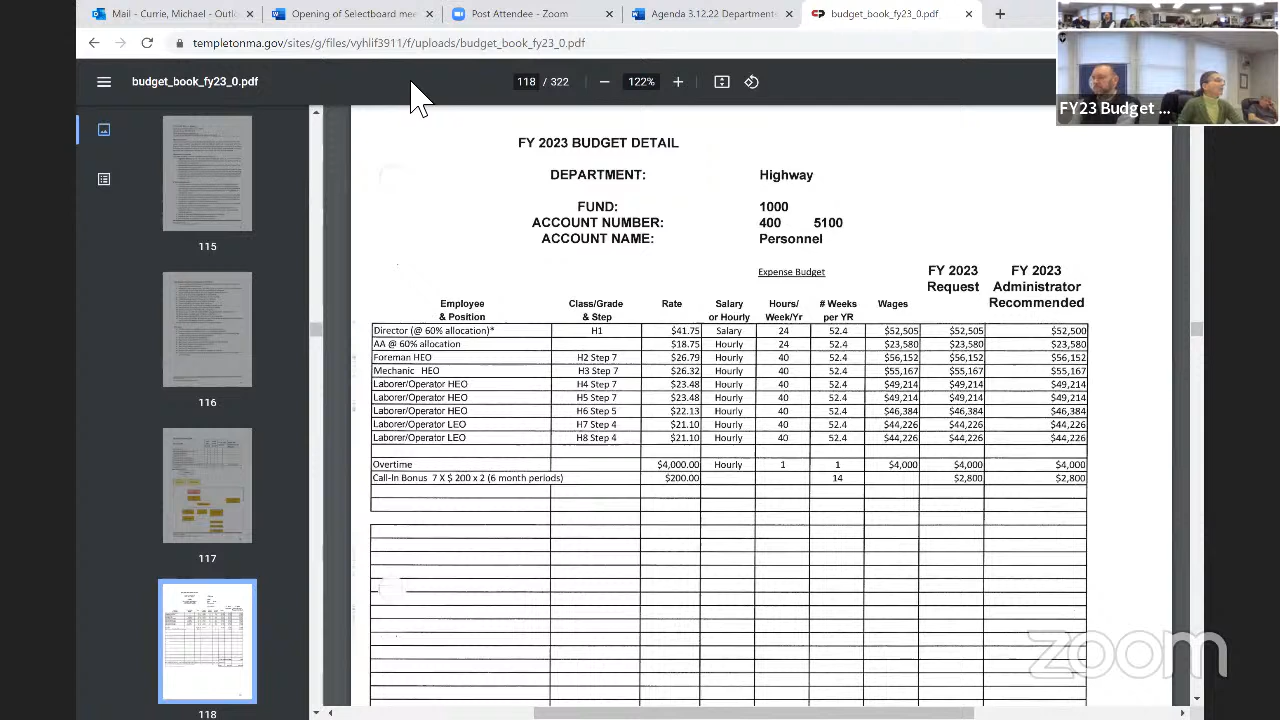 Mail - Currie, Michael - Outl
Opening of Selectboard me
Post Attendee - Zoom
Agenda 3.12.22 Department
budget_book_fy23_0.pdf
templetonma.gov/sites/g/files/vyhlif3911/f/uploads/budget_book_fy23_0.pdf
budget_book_fy23_0.pdf
118 / 322
122%
FY23 Budget ...
115
116
117
118
FY 2023 BUDGET DETAIL
DEPARTMENT: Highway
FUND: 1000
ACCOUNT NUMBER: 400 5100
ACCOUNT NAME: Personnel
Expense Budget
FY 2023 Request
FY 2023 Administrator Recommended
Employee & Position Class/Grade & Step Rate Salary or Hourly Hours/ Week/Yr # Weeks per YR Wages
Director (@ 60% allocation)* H1 $41.75 Salary 24 52.4 $52,505 $52,505 $52,500
AA @ 60% allocation $18.75 Hourly 24 52.4 $23,580 $23,580 $23,580
Foreman HEO H2 Step 7 $26.79 Hourly 40 52.4 $56,152 $56,152 $56,152
Mechanic HEO H3 Step 7 $26.32 Hourly 40 52.4 $55,167 $55,167 $55,167
Laborer/Operator HEO H4 Step 7 $23.48 Hourly 40 52.4 $49,214 $49,214 $49,214
Laborer/Operator HEO H5 Step 7 $23.48 Hourly 40 52.4 $49,214 $49,214 $49,214
Laborer/Operator HEO H6 Step 5 $22.13 Hourly 40 52.4 $46,384 $46,384 $46,384
Laborer/Operator LEO H7 Step 4 $21.10 Hourly 40 52.4 $44,226 $44,226 $44,226
Laborer/Operator LEO H8 Step 4 $21.10 Hourly 40 52.4 $44,226 $44,226 $44,226
Overtime $4,000.00 Hourly 1 1 $4,000 $4,000 $4,000
Call-In Bonus 7 X $ 200 x 2 (6 month periods) $200.00 14 $2,800 $2,800
zoom